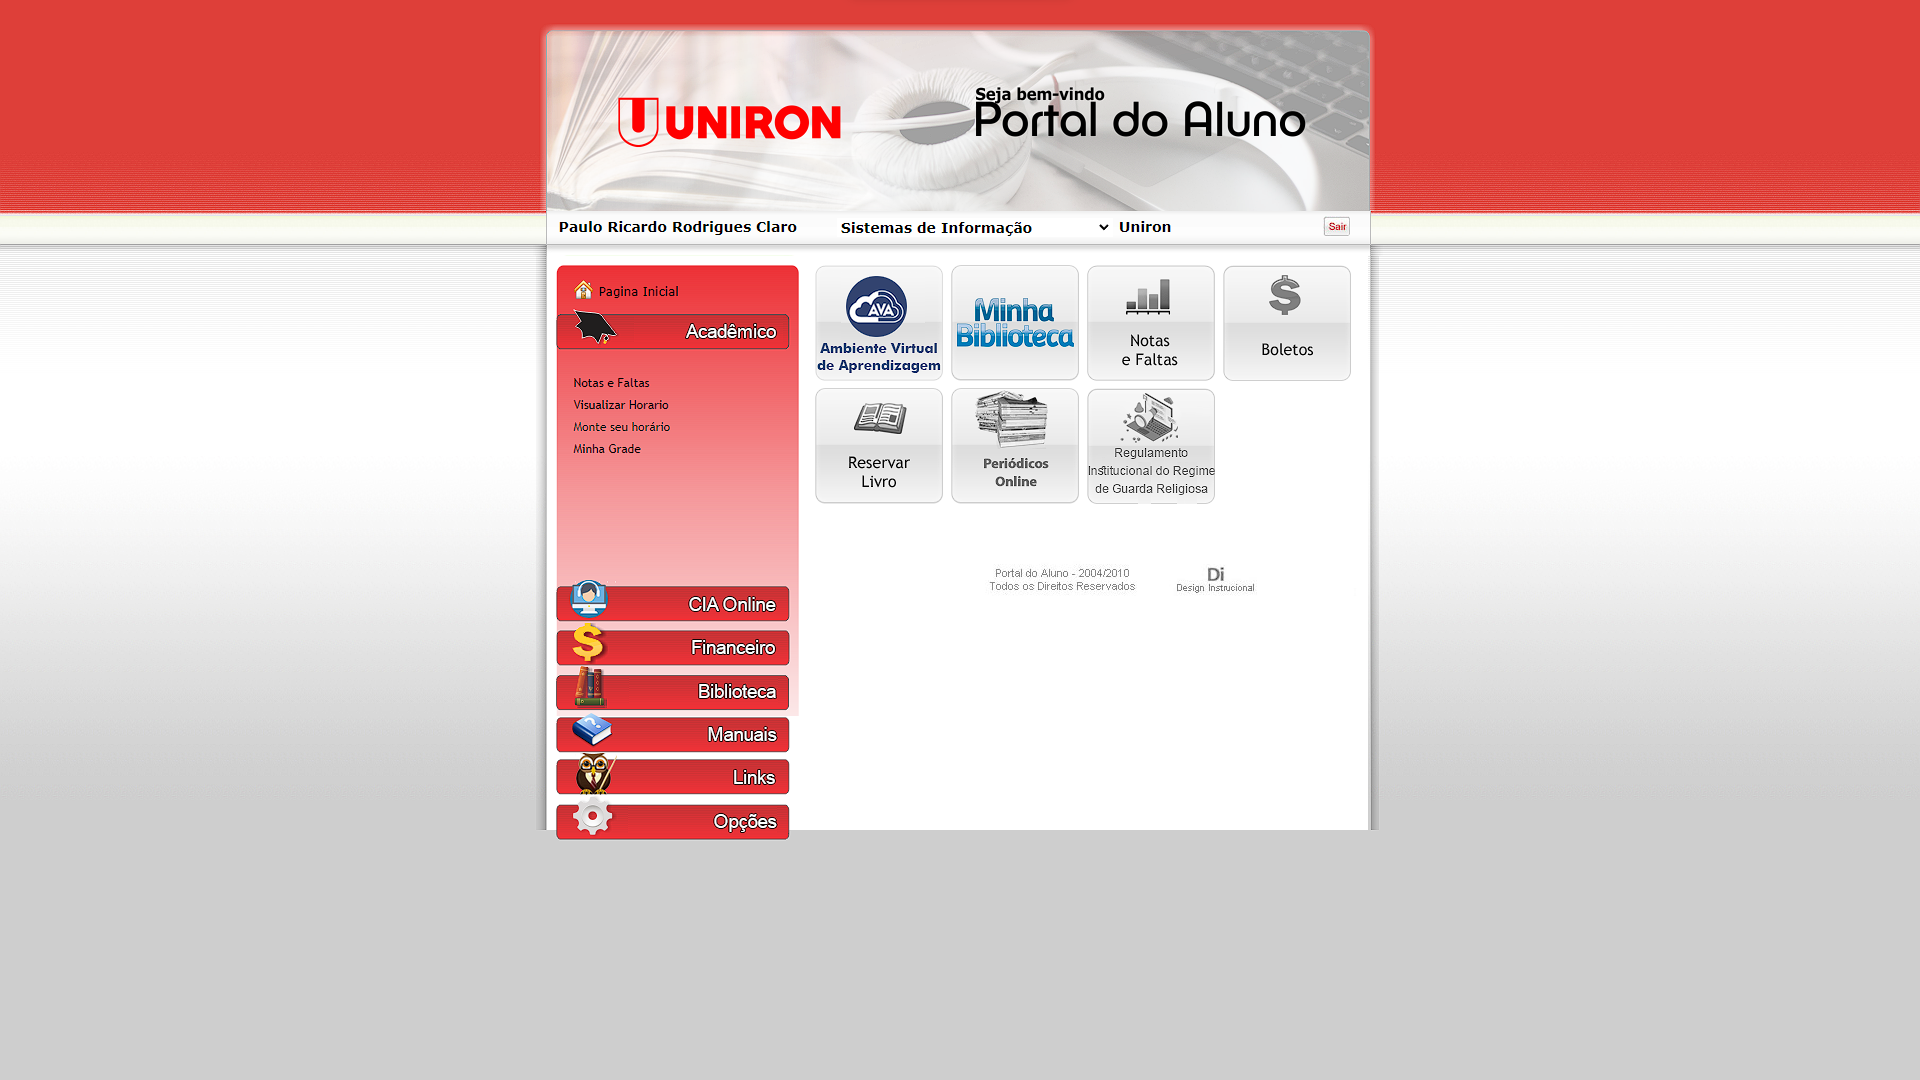 UNIRON
Seja bem-vindo
Portal do Aluno
Paulo Ricardo Rodrigues Claro
Sistemas de Informação
Uniron
Sair
Pagina Inicial
Acadêmico
Notas e Faltas
Visualizar Horario
Monte seu horário
Minha Grade
CIA Online
Financeiro
Biblioteca
Manuais
Links
Opções
AVA
Ambiente Virtual
de Aprendizagem
Minha
Biblioteca
Notas
e Faltas
Boletos
Reservar
Livro
Periódicos
Online
Regulamento
Institucional do Regime
de Guarda Religiosa
Portal do Aluno - 2004/2010
Todos os Direitos Reservados
Di
Design Instrucional